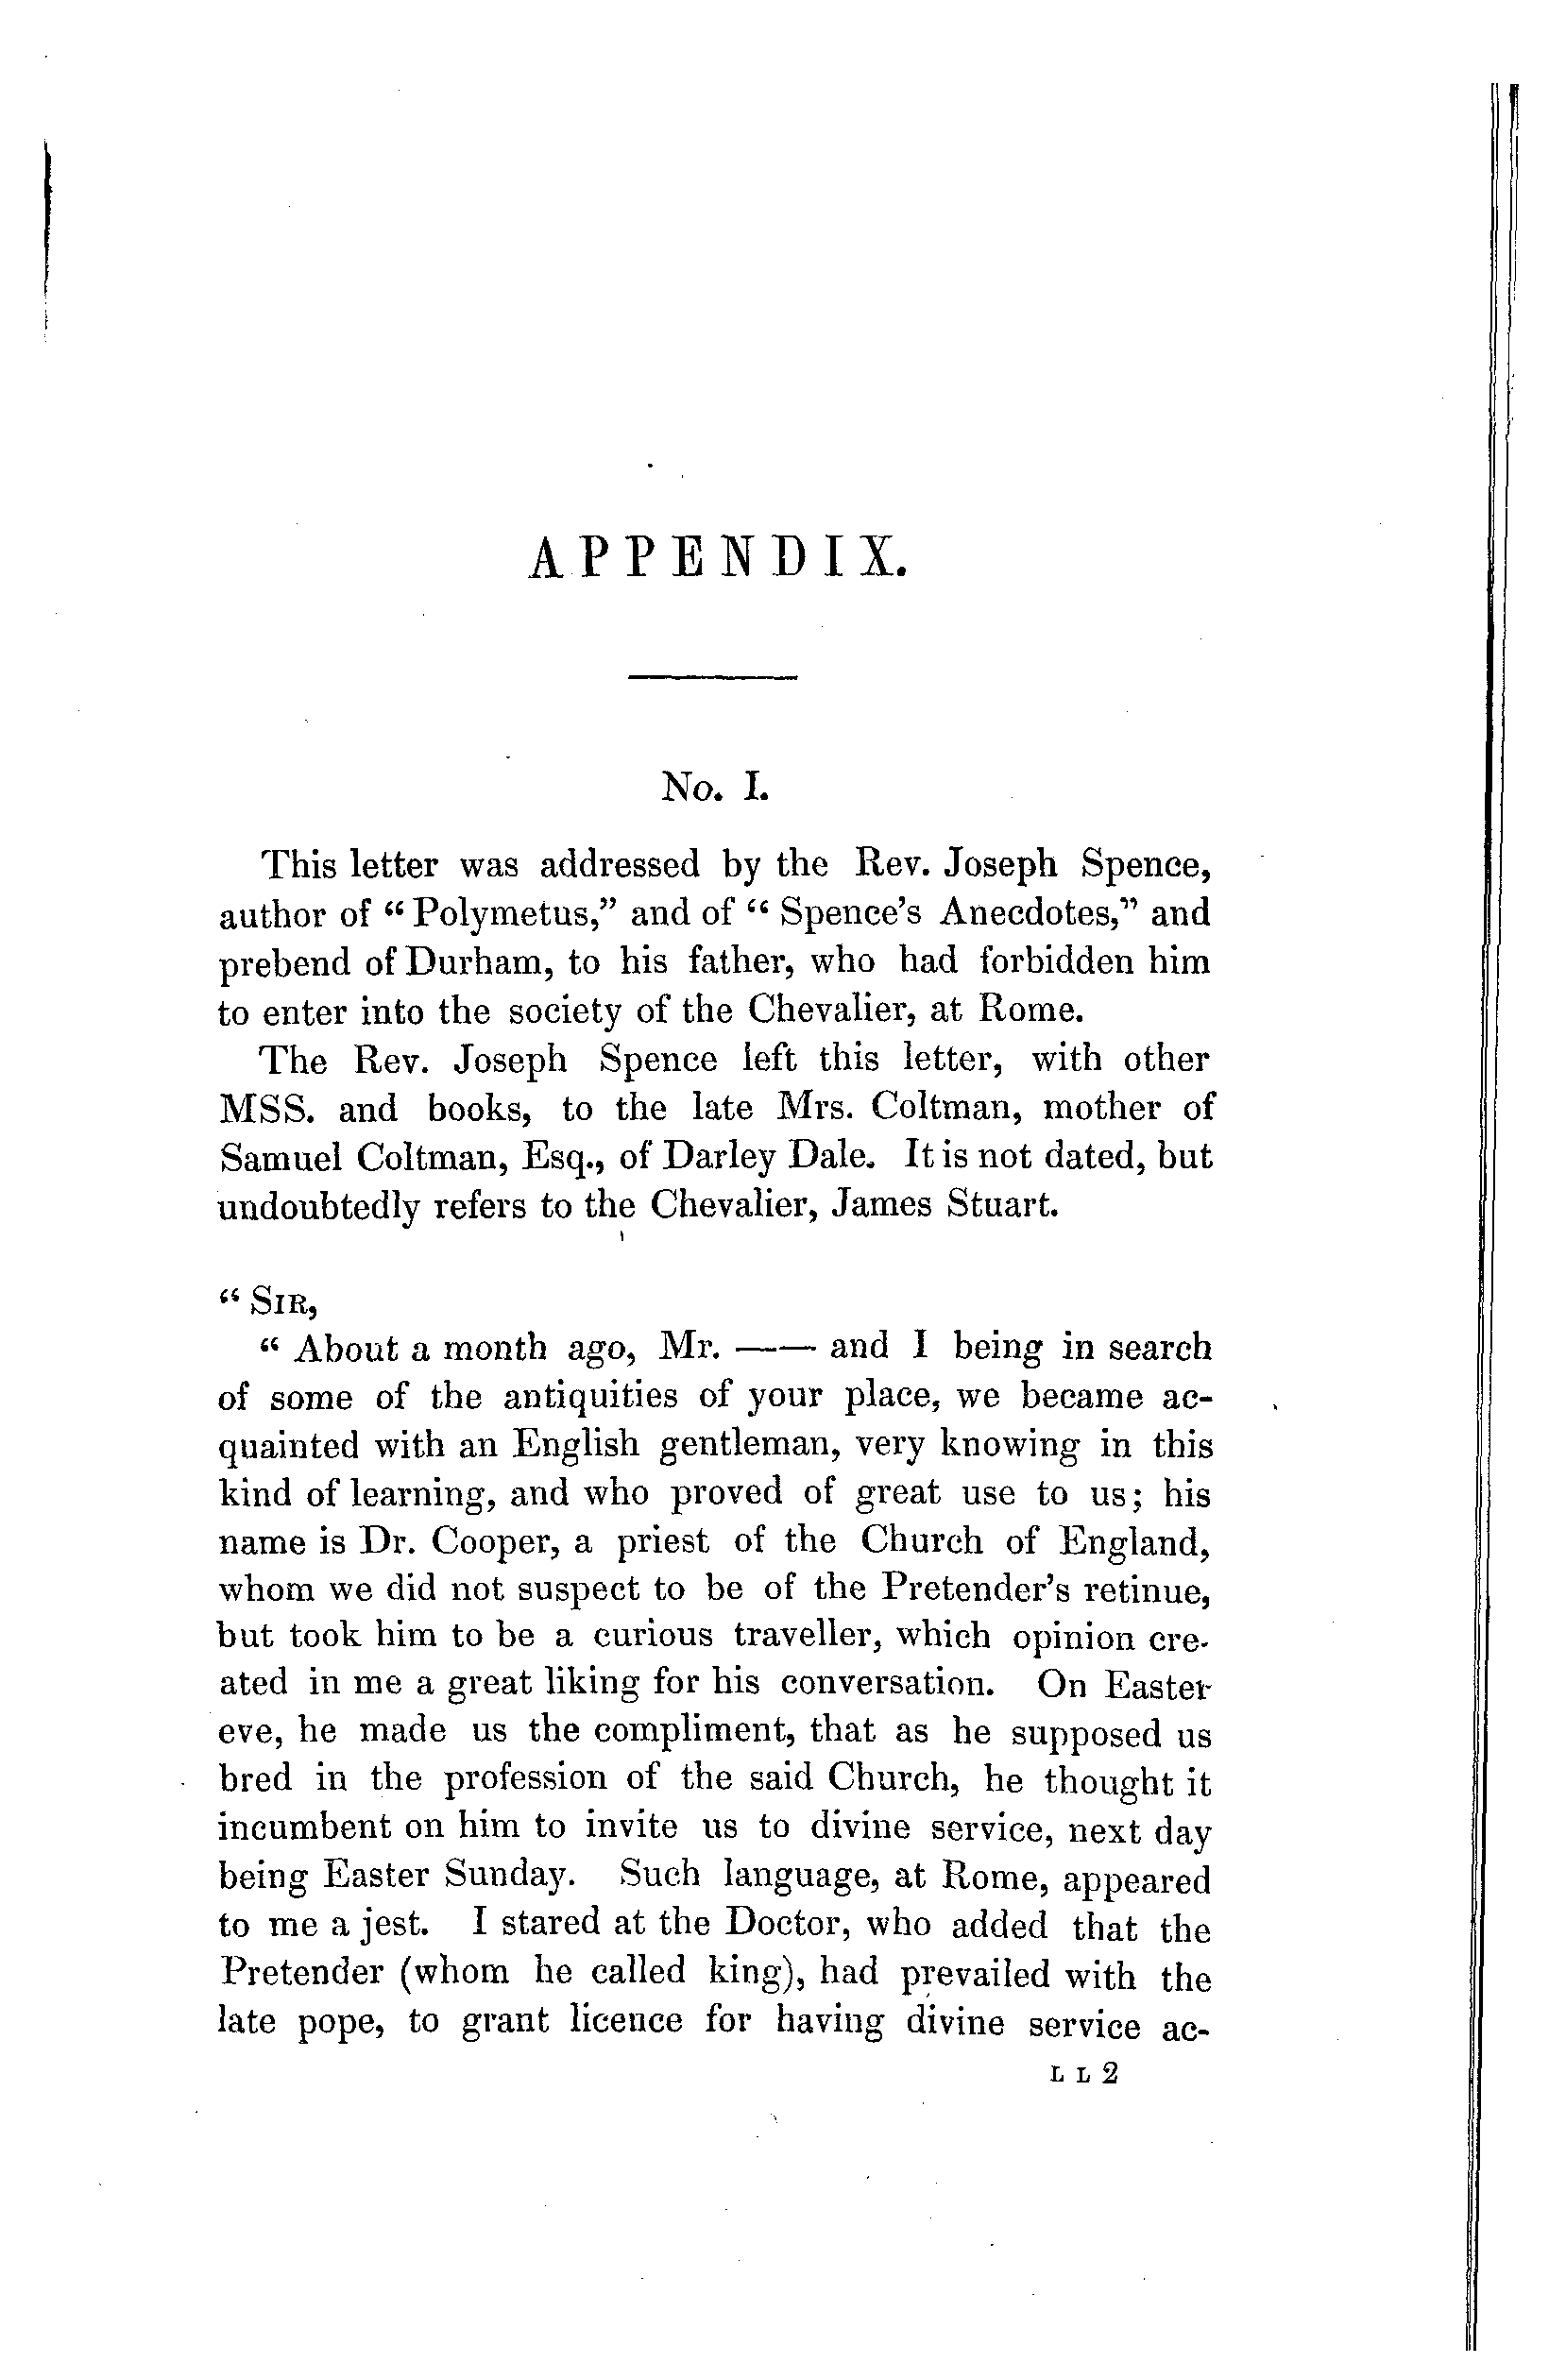 APPENDIX.
No. I.
This letter was addressed by the Rev. Joseph Spence,
author of “Polymetus,” and of “Spence's Anecdotes,” and
prebend of Durham, to his father, who had forbidden him
to enter into the society of the Chevalier, at Rome.
The Rev. Joseph Spence left this letter, with other
MSS. and books, to the late Mrs. Coltman, mother of
Samuel Coltman, Esq., of Darley Dale. It is not dated, but
undoubtedly refers to the Chevalier, James Stuart.
“Sir,
“About a month ago, Mr. —— and I being in search
of some of the antiquities of your place, we became ac-
quainted with an English gentleman, very knowing in this
kind of learning, and who proved of great use to us; his
name is Dr. Cooper, a priest of the Church of England,
whom we did not suspect to be of the Pretender's retinue,
but took him to be a curious traveller, which opinion cre-
ated in me a great liking for his conversation. On Easter
eve, he made us the compliment, that as he supposed us
bred in the profession of the said Church, he thought it
incumbent on him to invite us to divine service, next day
being Easter Sunday. Such language, at Rome, appeared
to me a jest. I stared at the Doctor, who added that the
Pretender (whom he called king), had prevailed with the
late pope, to grant licence for having divine service ac-
L L 2